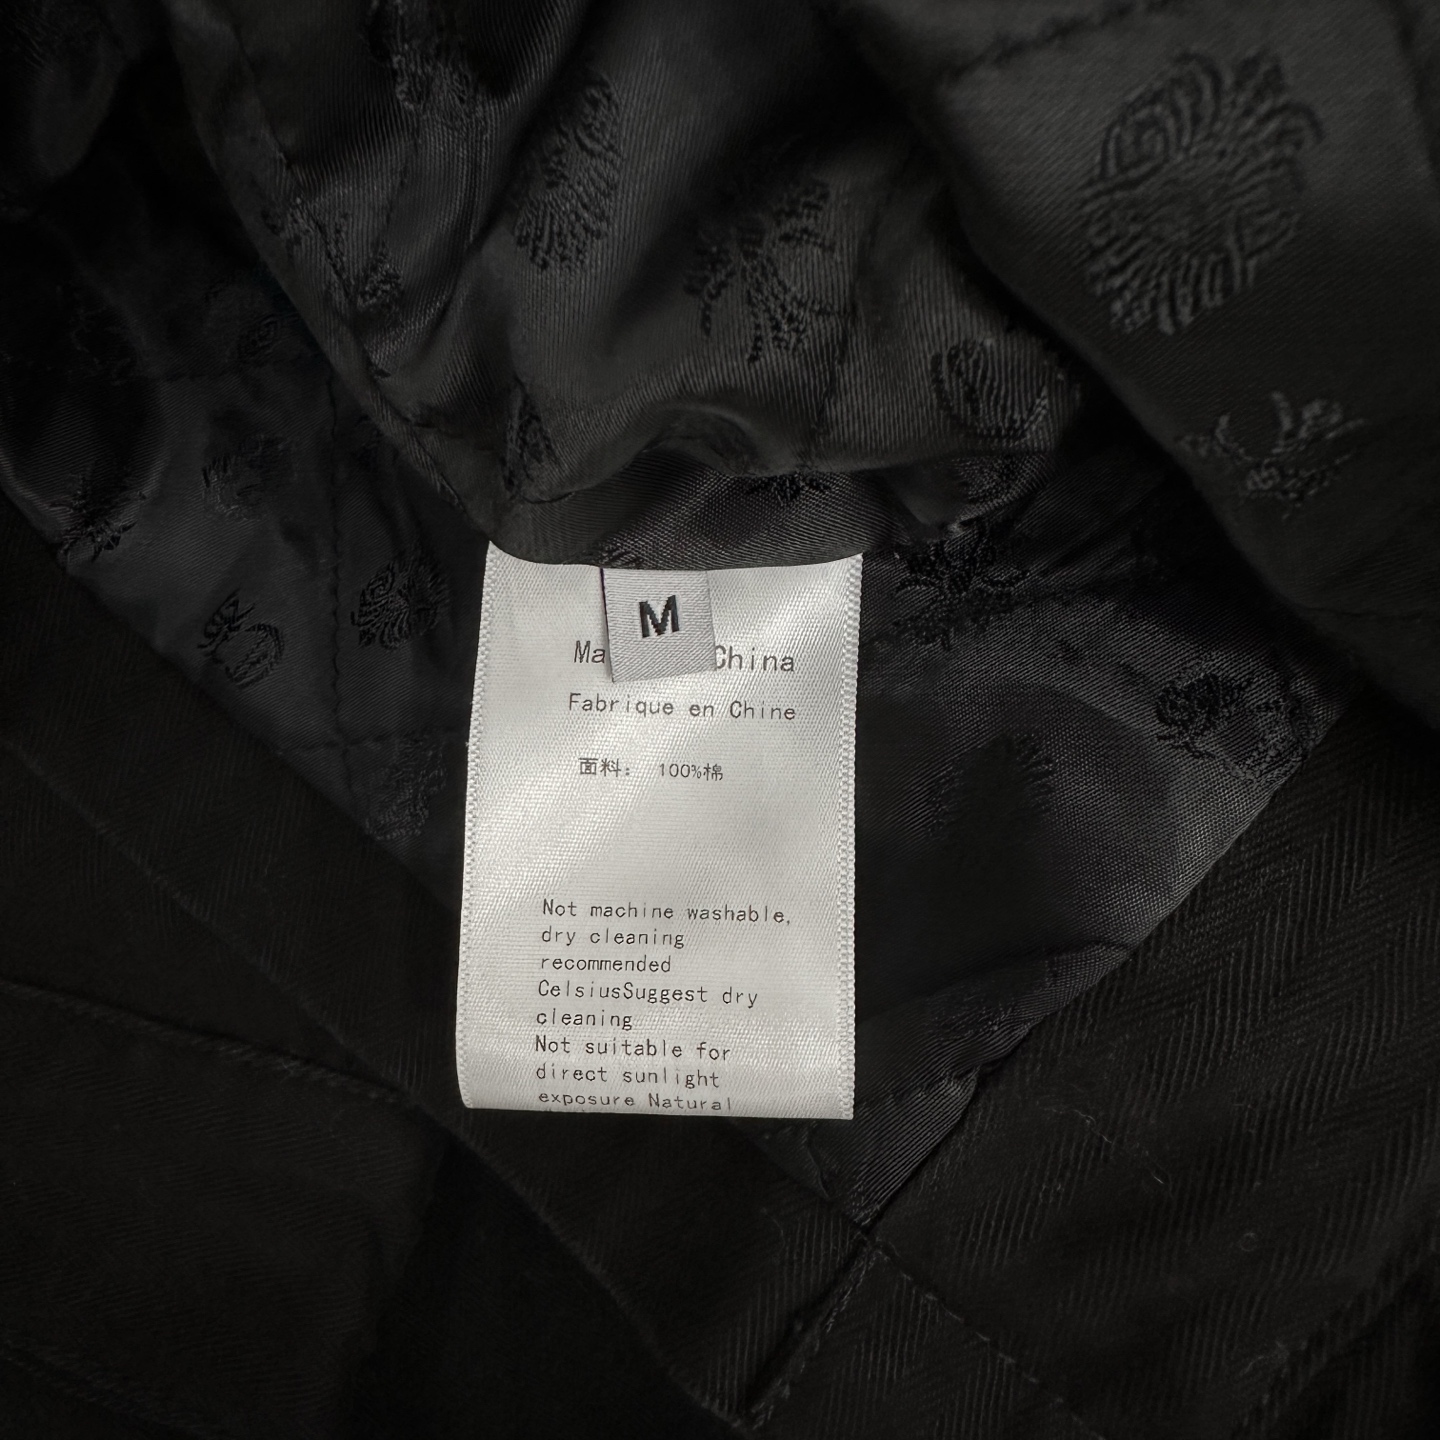 M
Ma China
Fabrique en Chine
面料： 100%棉
Not machine washable,
dry cleaning
recommended
CelsiusSuggest dry
cleaning
Not suitable for
direct sunlight
exposure Natural